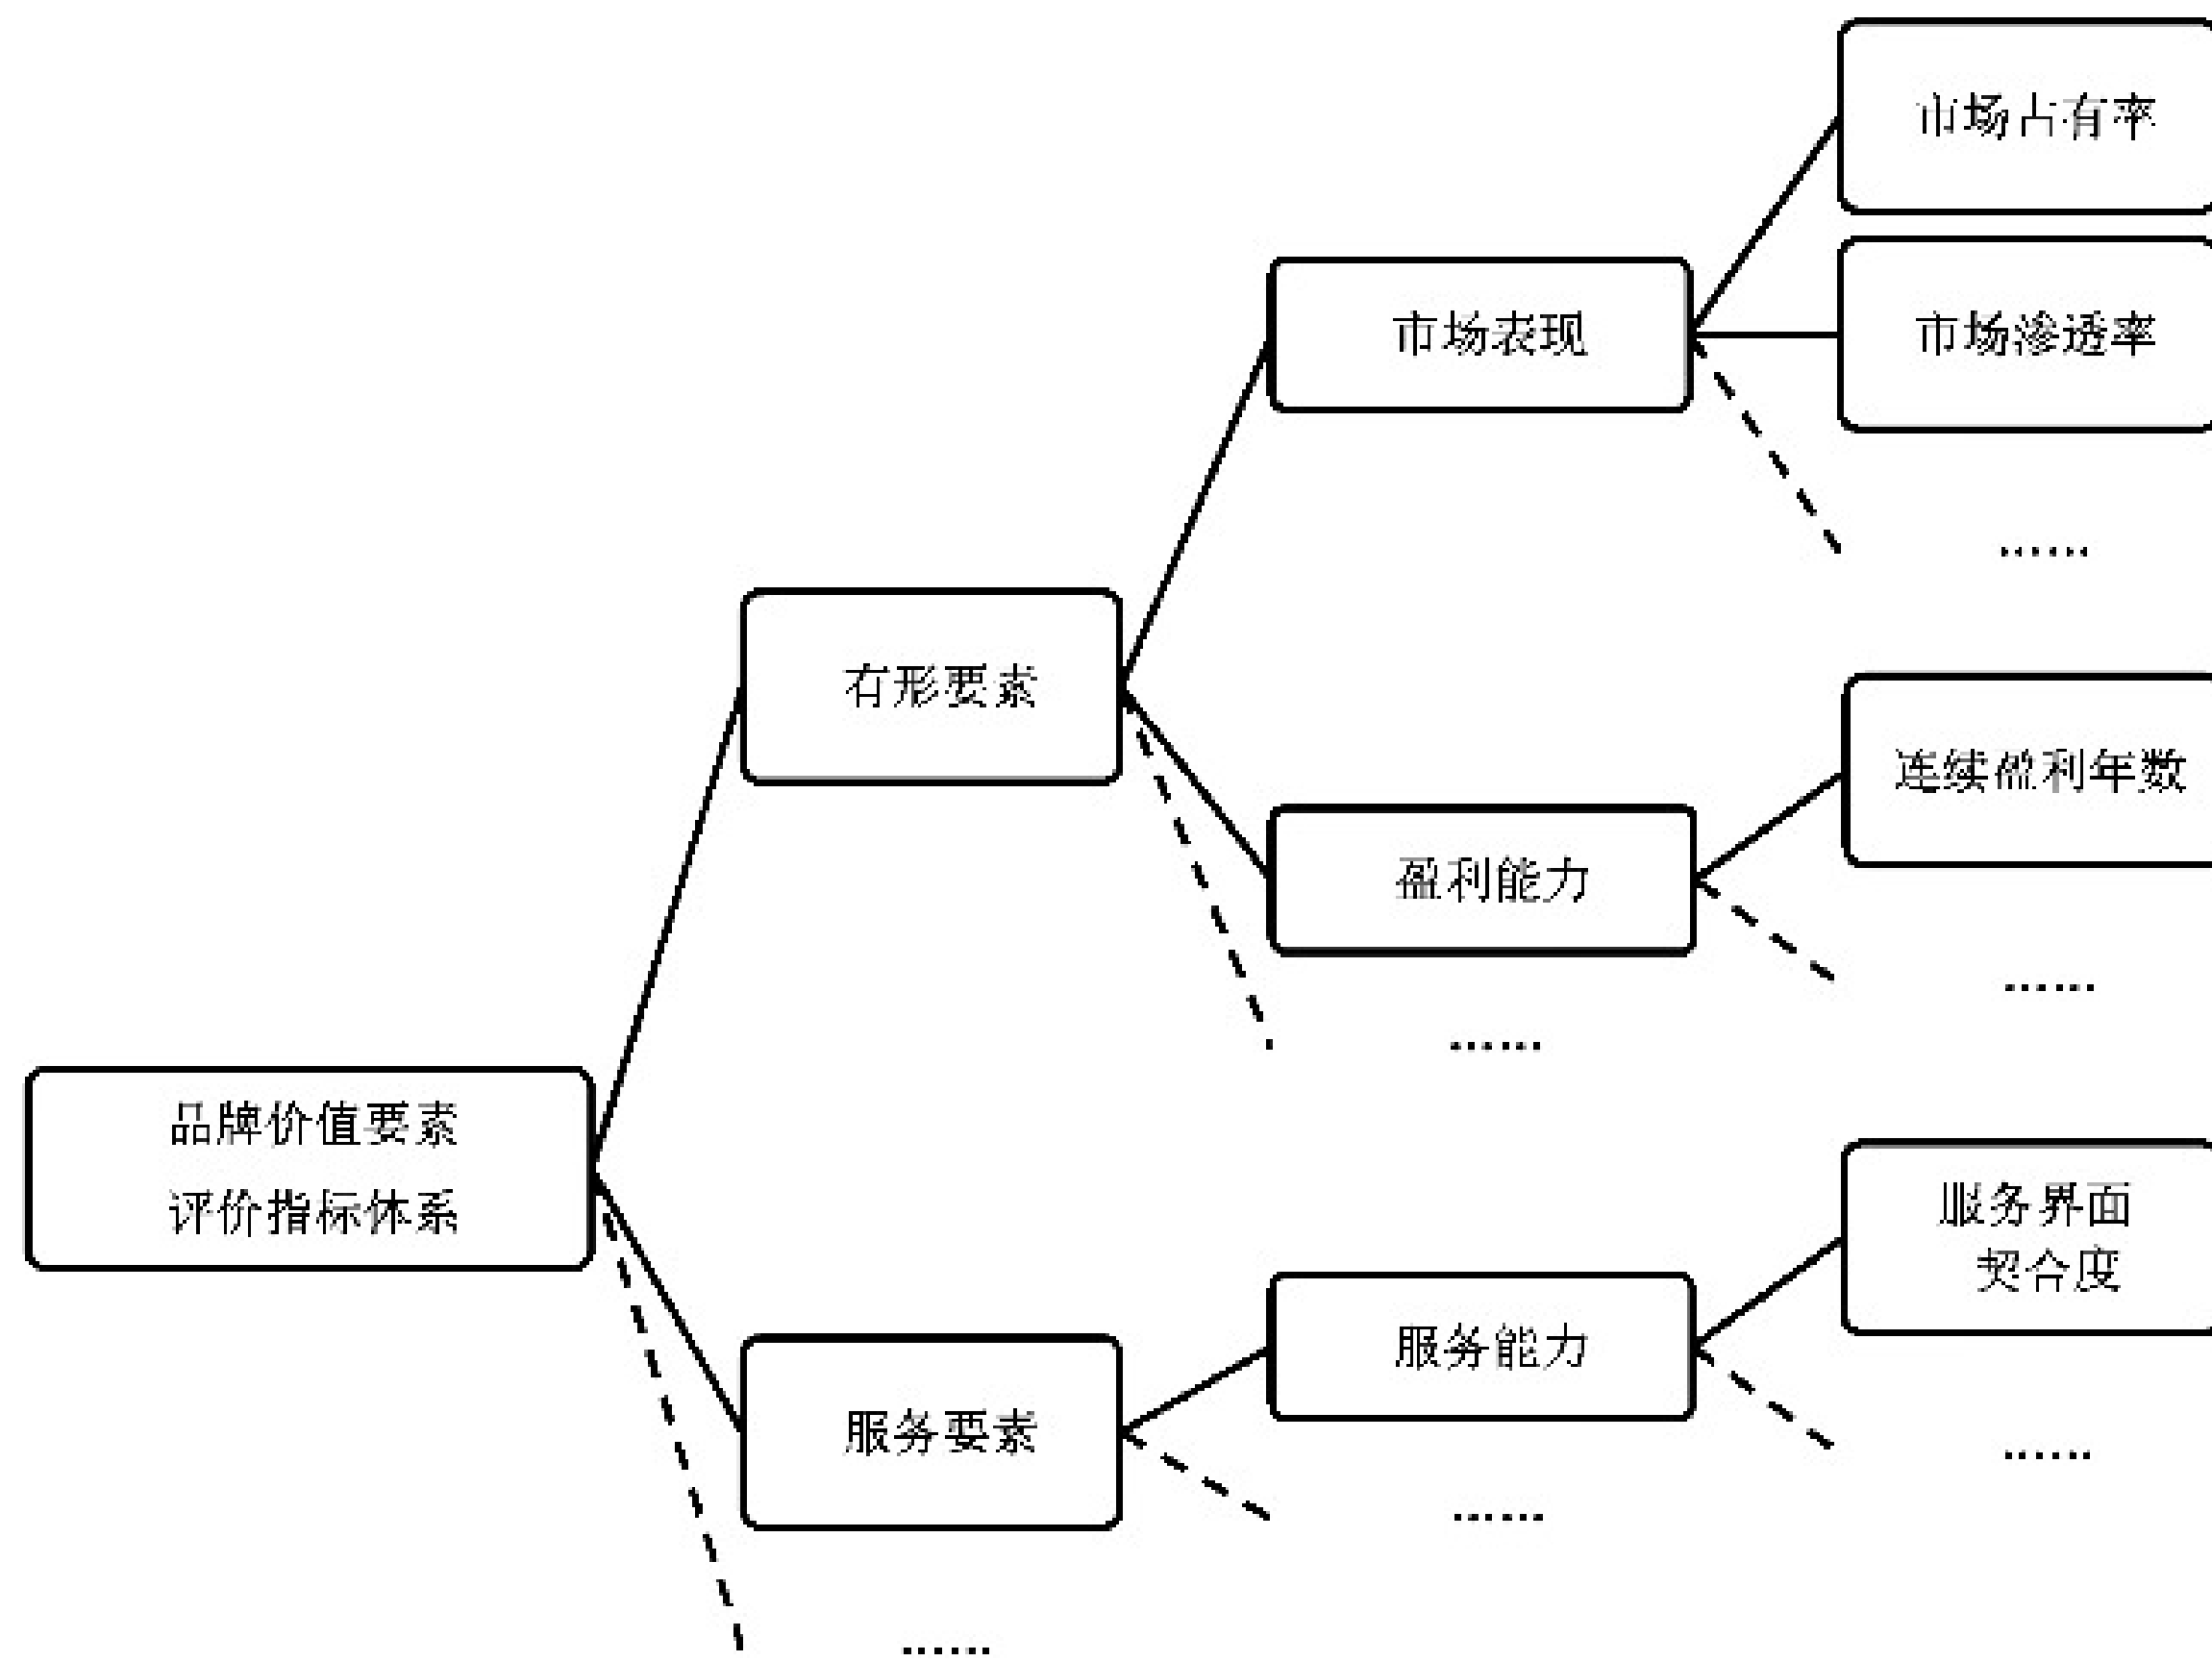 市场占有率
市场表现
市场渗透率
……
有形要素
连续盈利年数
盈利能力
……
……
品牌价值要素
评价指标体系
服务界面
契合度
服务能力
服务要素
……
……
……